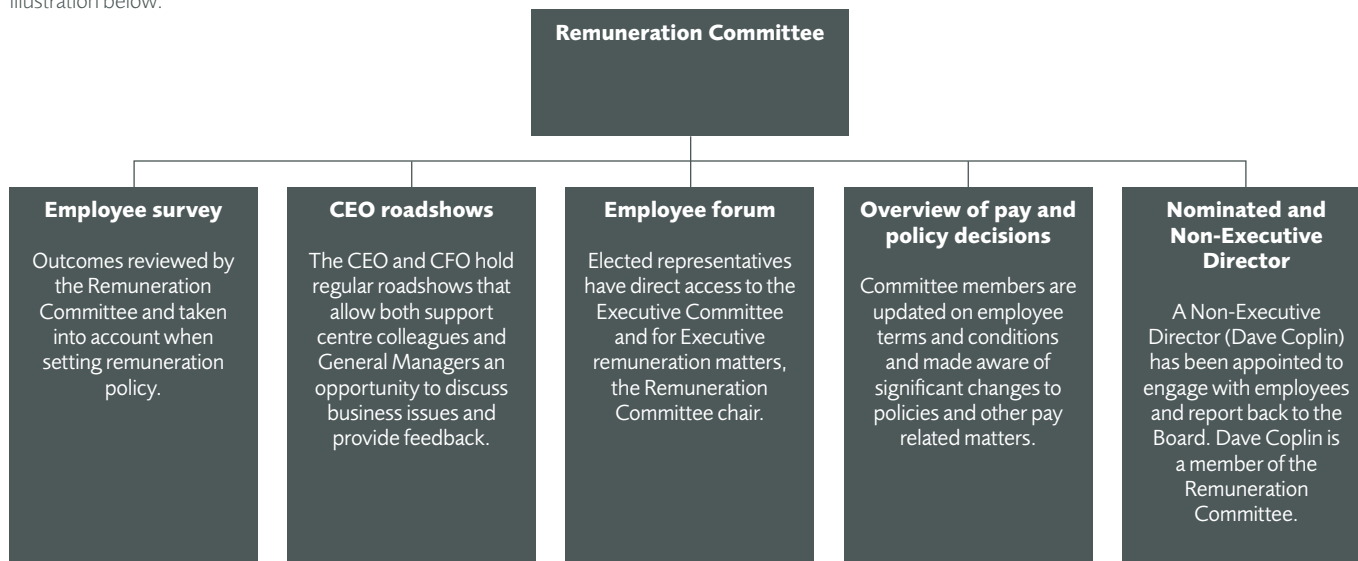 illustration below.
Remuneration Committee
Employee survey
Outcomes reviewed by
the Remuneration
Committee and taken
into account when
setting remuneration
policy.
CEO roadshows
The CEO and CFO hold
regular roadshows that
allow both support
centre colleagues and
General Managers an
opportunity to discuss
business issues and
provide feedback.
Employee forum
Elected representatives
have direct access to the
Executive Committee
and for Executive
remuneration matters,
the Remuneration
Committee chair.
Overview of pay and
policy decisions
Committee members are
updated on employee
terms and conditions
and made aware of
significant changes to
policies and other pay
related matters.
Nominated and
Non-Executive
Director
A Non-Executive
Director (Dave Coplin)
has been appointed to
engage with employees
and report back to the
Board. Dave Coplin is
a member of the
Remuneration
Committee.